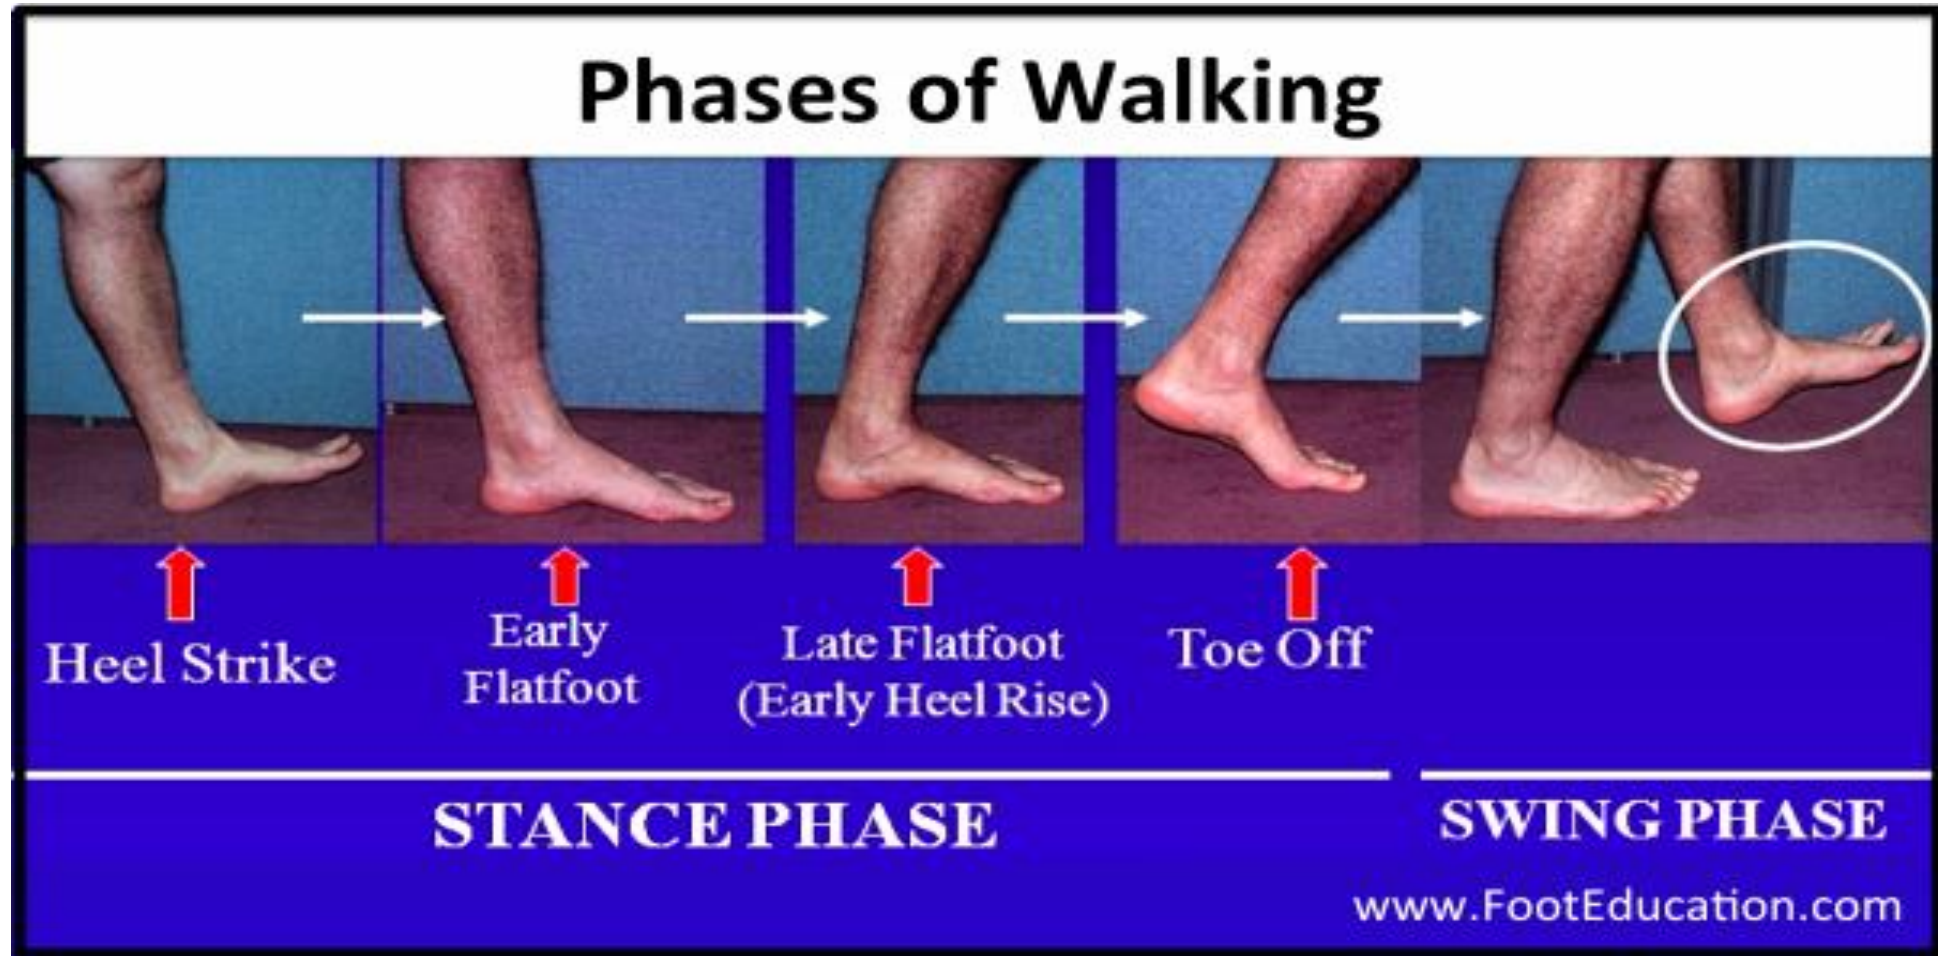 Phases of Walking
Heel Strike
Early
Flatfoot
Late Flatfoot
(Early Heel Rise)
Toe Off
STANCE PHASE
SWING PHASE
www.FootEducation.com